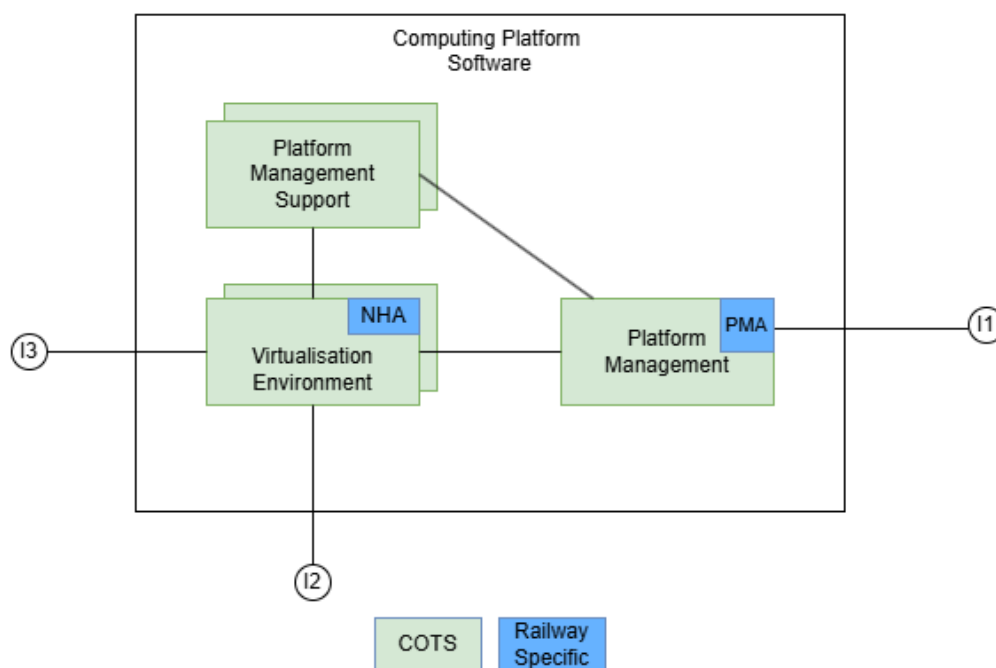 Computing Platform
Software
Platform
Management
Support
NHA
Virtualisation
Environment
Platform
Management
PMA
I1
I3
I2
COTS
Railway
Specific